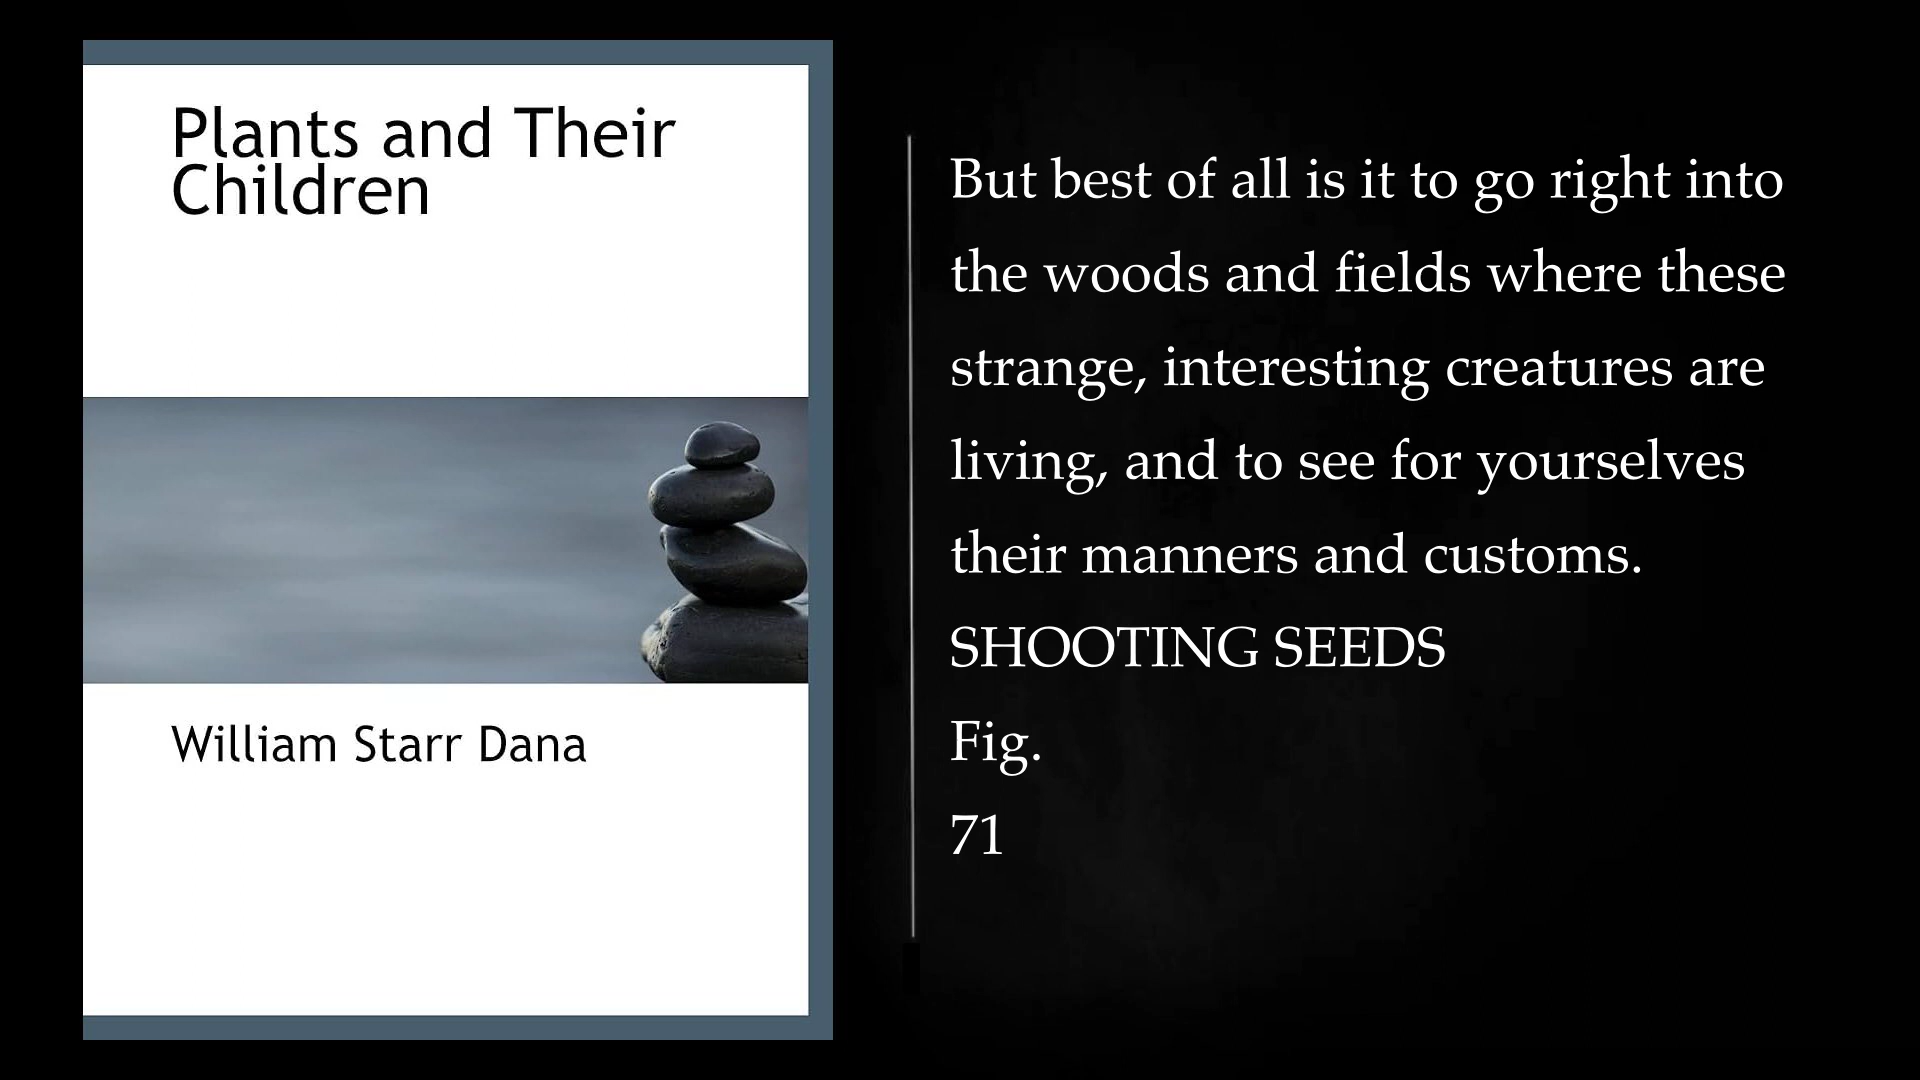 Plants and Their
Children
William Starr Dana
But best of all is it to go right into
the woods and fields where these
strange, interesting creatures are
living, and to see for yourselves
their manners and customs.
SHOOTING SEEDS
Fig.
71